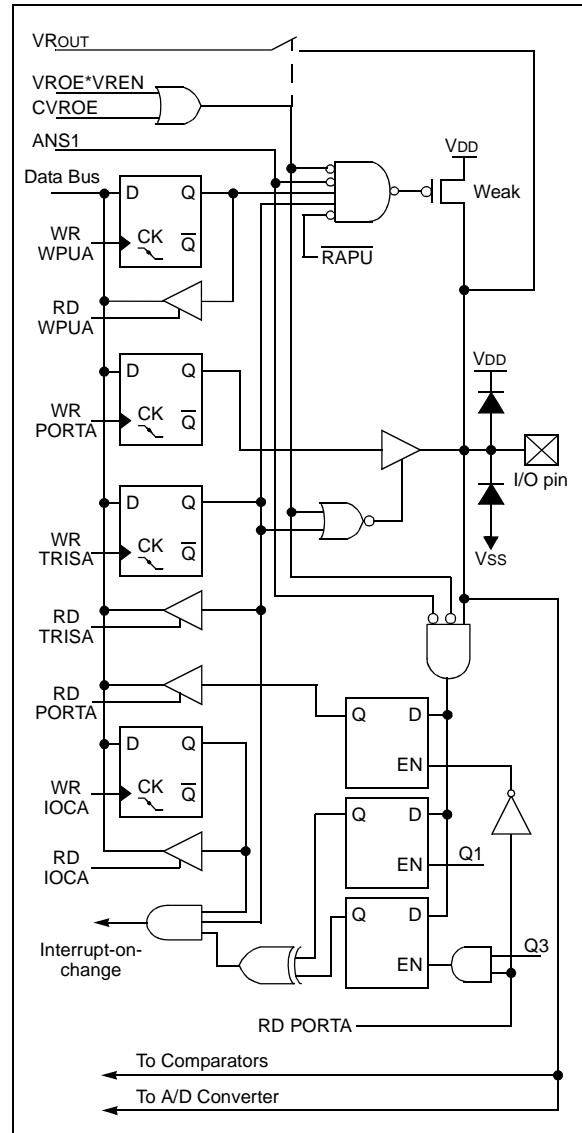 VROUT
VROE*VREN
CVROE
ANS1
VDD
Data Bus
D Q
Weak
WR
WPUA
CK Q̅
R̅A̅P̅U̅
RD
WPUA
D Q
VDD
WR
PORTA
CK Q̅
I/O pin
D Q
VSS
WR
TRISA
CK Q̅
RD
TRISA
RD
PORTA
Q D
D Q
EN
WR
IOCA
CK Q̅
Q D
RD
IOCA
EN Q1
Q D
Interrupt-on-
change
EN Q3
RD PORTA
To Comparators
To A/D Converter